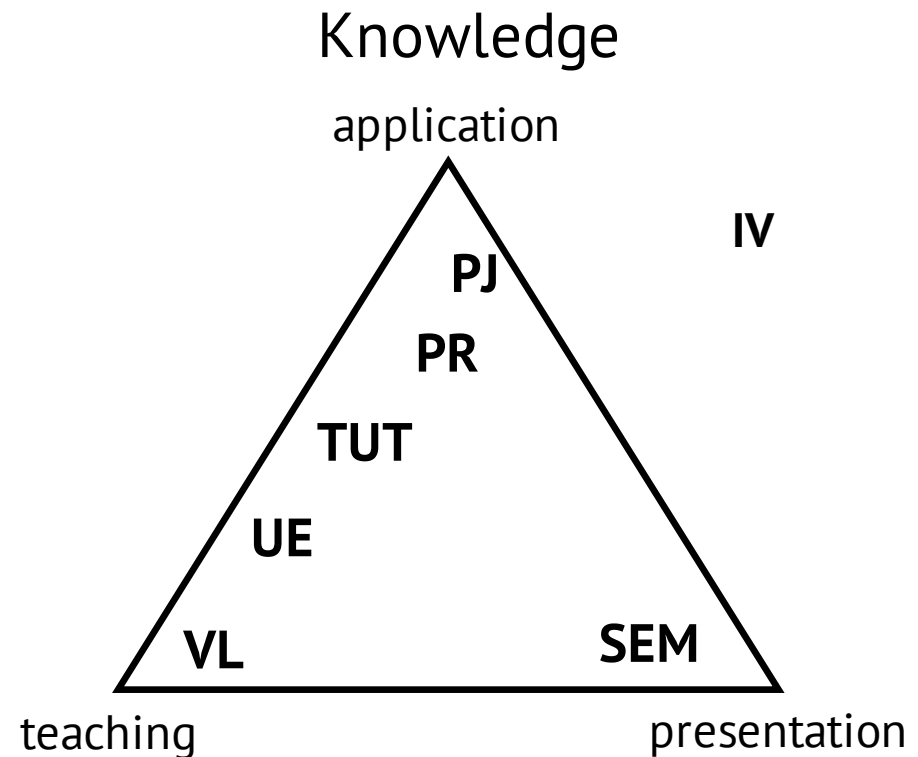 Knowledge
application
IV
PJ
PR
TUT
UE
VL
SEM
teaching
presentation